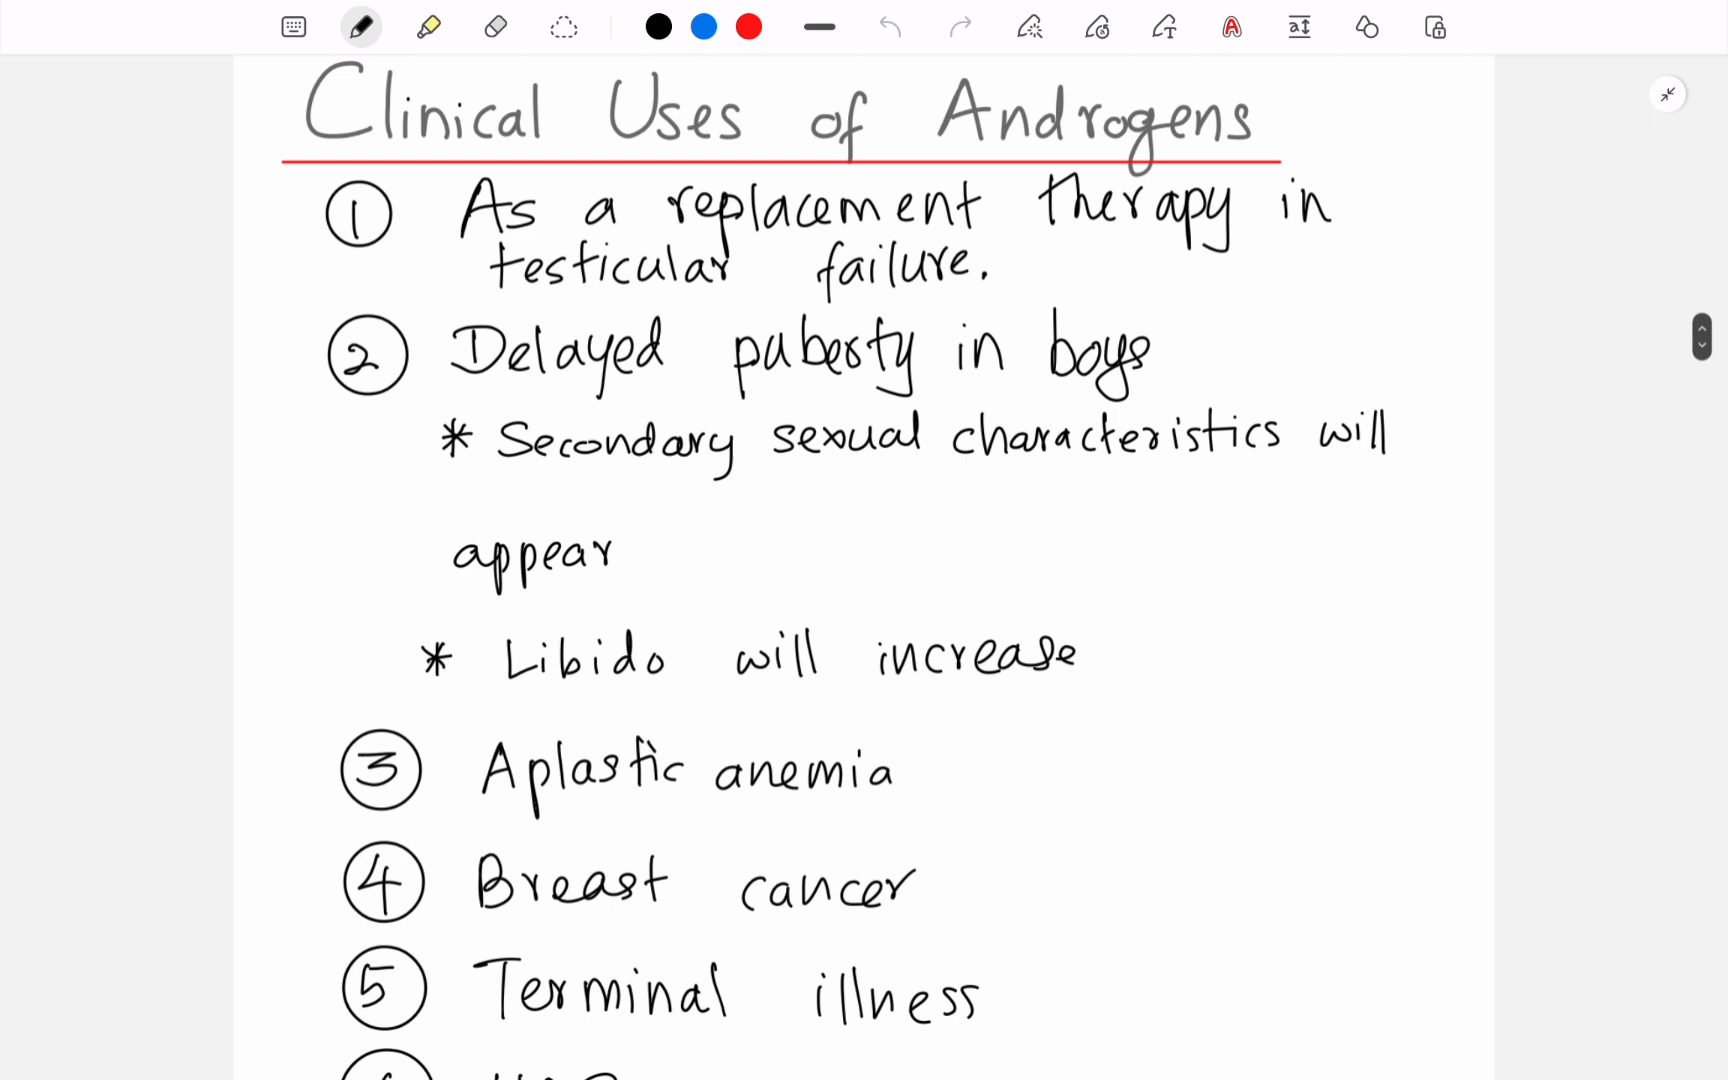 Clinical Uses of Androgens
① As a replacement therapy in
testicular failure.
② Delayed puberty in boys
* Secondary sexual characteristics will
appear
* Libido will increase
③ Aplastic anemia
④ Breast cancer
⑤ Terminal illness